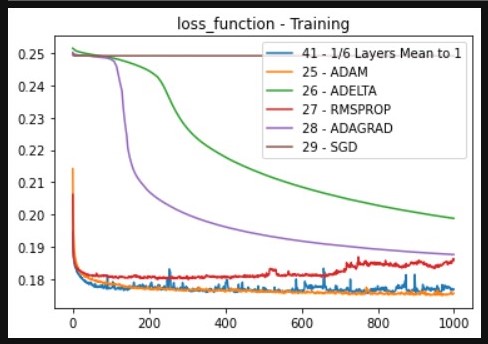 loss_function - Training
0.25
0.24
0.23
0.22
0.21
0.20
0.19
0.18
41 - 1/6 Layers Mean to 1
25 - ADAM
26 - ADELTA
27 - RMSPROP
28 - ADAGRAD
29 - SGD
0 200 400 600 800 1000